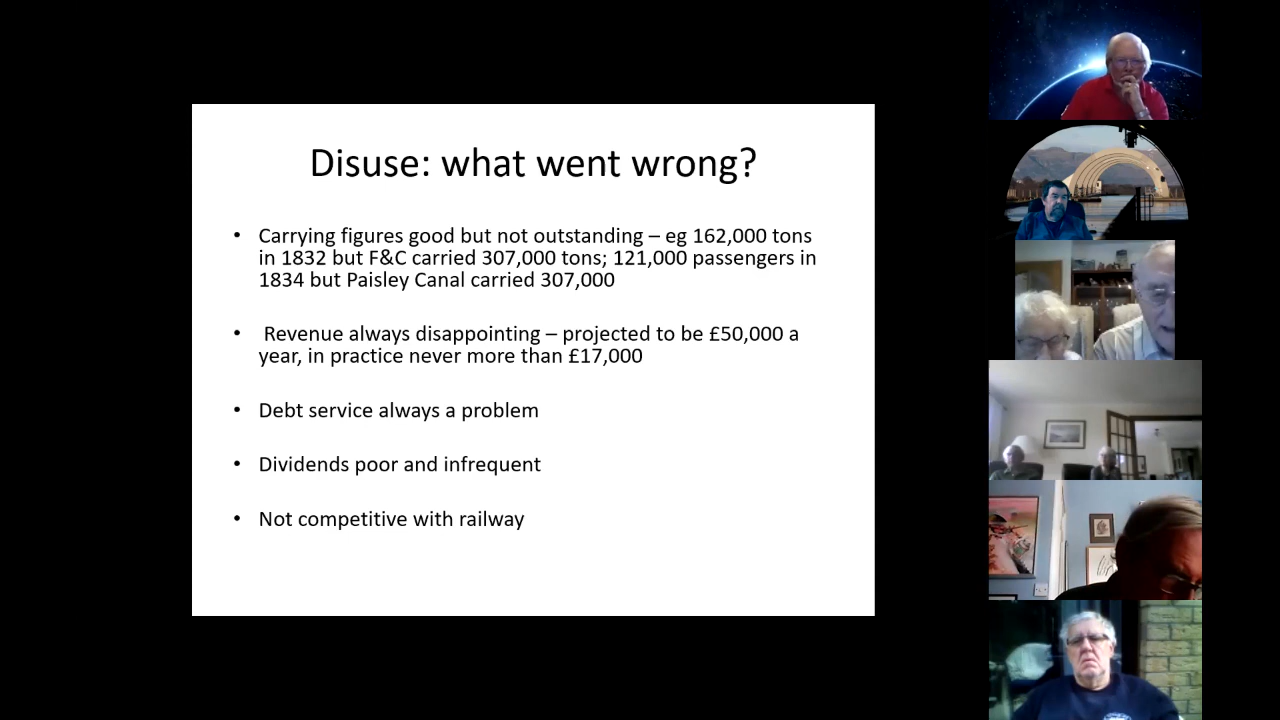 Disuse: what went wrong?
• Carrying figures good but not outstanding – eg 162,000 tons
in 1832 but F&C carried 307,000 tons; 121,000 passengers in
1834 but Paisley Canal carried 307,000
• Revenue always disappointing – projected to be £50,000 a
year, in practice never more than £17,000
• Debt service always a problem
• Dividends poor and infrequent
• Not competitive with railway